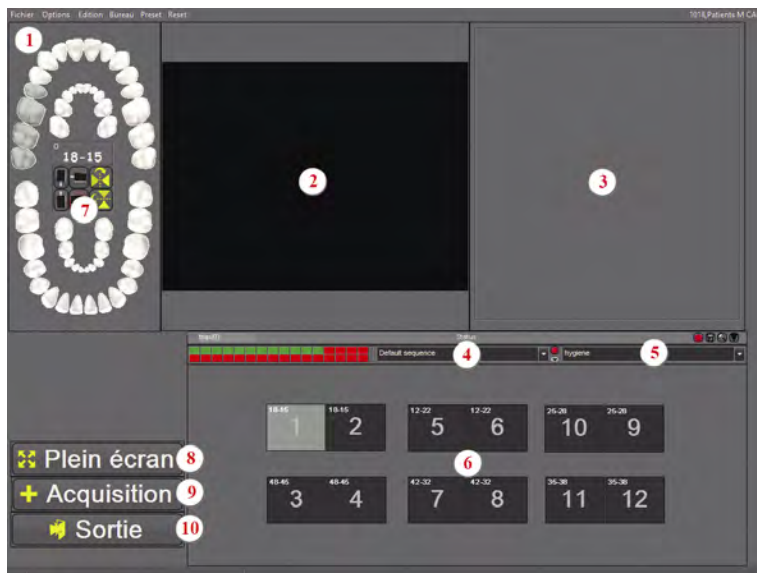 Fichier Options Edition Bureau Preset Reset
1018,Patients M CA
1
18-15
7
2
3
Status
Default sequence
4
hygiene
5
18-15 18-15
1 2
12-22 12-22
5 6
25-28 25-28
10 9
6
48-45 48-45
3 4
42-32 42-32
7 8
35-38 35-38
11 12
Plein écran 8
+ Acquisition 9
Sortie 10